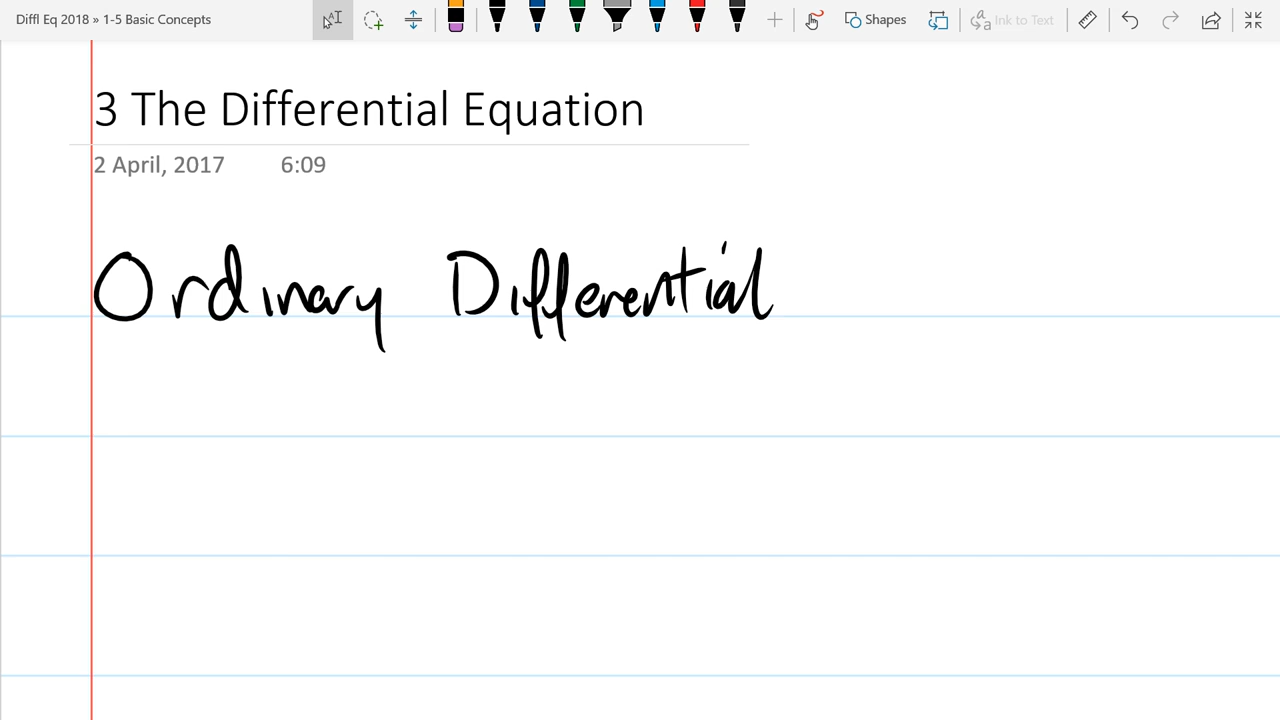 Diffl Eq 2018 » 1-5 Basic Concepts
Shapes
Ink to Text
3 The Differential Equation
2 April, 2017 6:09
Ordinary Differential